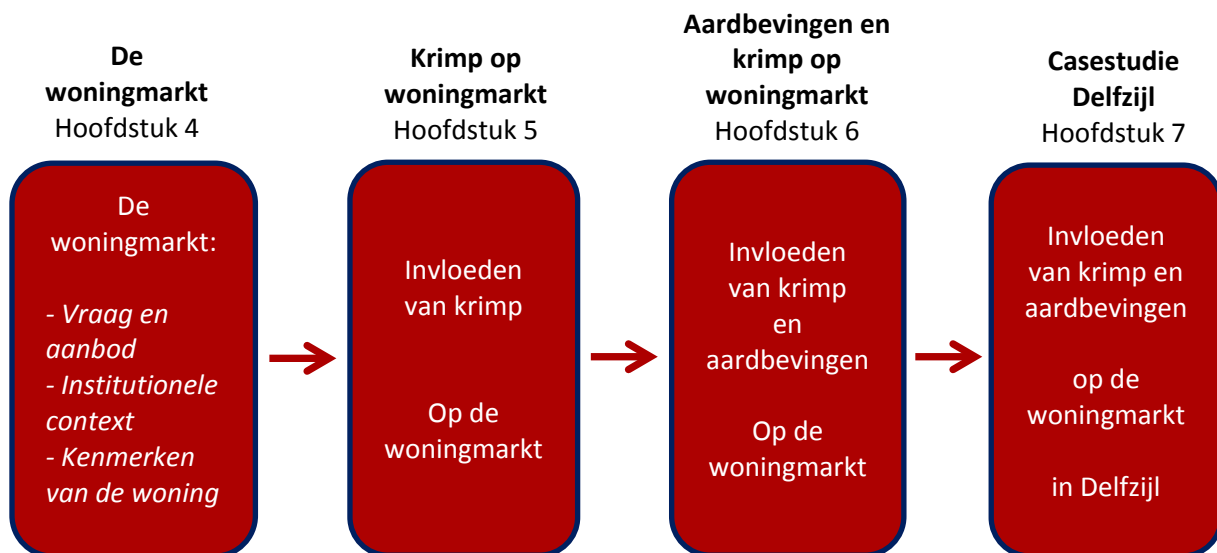 De
woningmarkt
Hoofdstuk 4
De
woningmarkt:
- Vraag en
aanbod
- Institutionele
context
- Kenmerken
van de woning
Krimp op
woningmarkt
Hoofdstuk 5
Invloeden
van krimp
Op de
woningmarkt
Aardbevingen en
krimp op
woningmarkt
Hoofdstuk 6
Invloeden
van krimp
en
aardbevingen
Op de
woningmarkt
Casestudie
Delfzijl
Hoofdstuk 7
Invloeden
van krimp en
aardbevingen
op de
woningmarkt
in Delfzijl